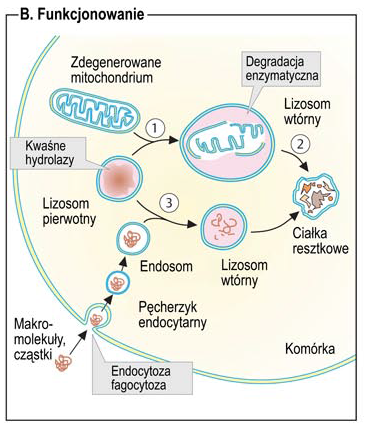 B. Funkcjonowanie
Zdegenerowane
mitochondrium
Degradacja
enzymatyczna
Lizosom
wtórny
1
2
Kwaśne
hydrolazy
Lizosom
pierwotny
3
Ciałka
resztkowe
Endosom
Lizosom
wtórny
Pęcherzyk
endocytarny
Makro-
molekuły,
cząstki
Komórka
Endocytoza
fagocytoza